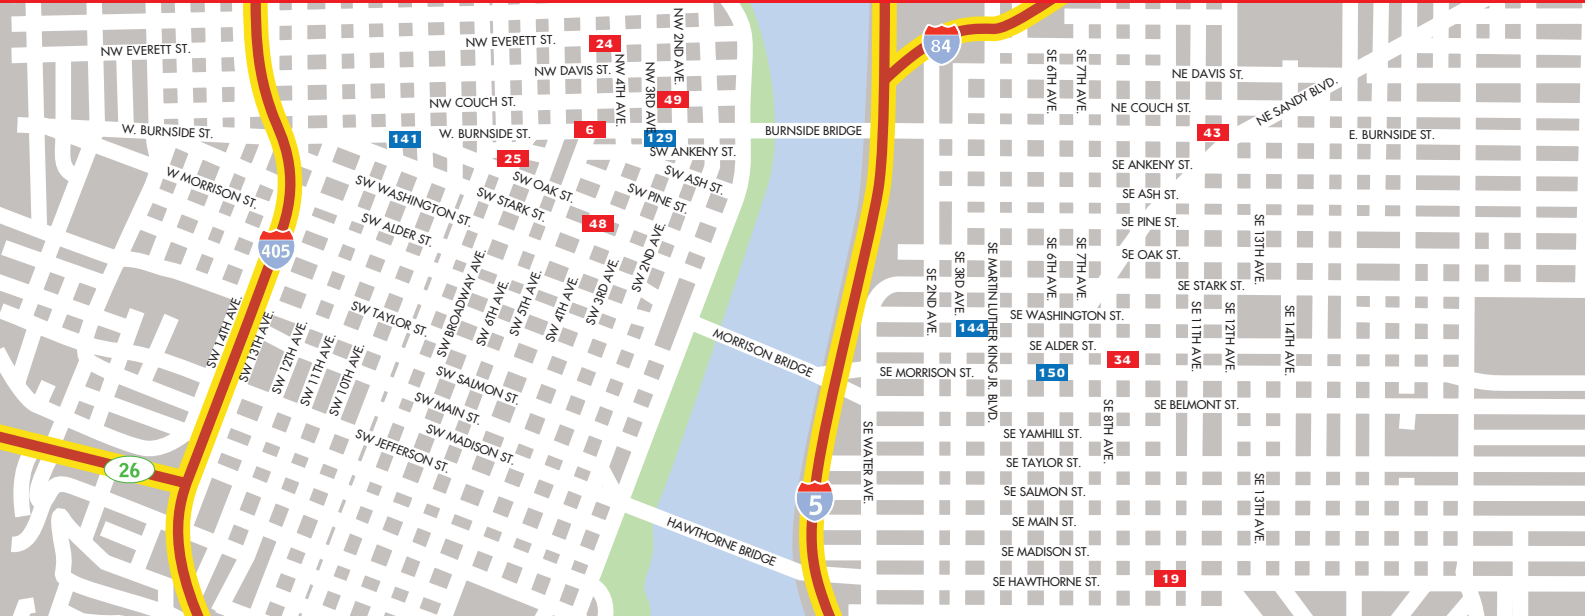 NW EVERETT ST.
NW EVERETT ST.
24
NW 2ND AVE.
84
NW DAVIS ST.
NW 4TH AVE.
NW 3RD AVE.
SE 6TH AVE.
SE 7TH AVE.
NE DAVIS ST.
NE SANDY BLVD.
NW COUCH ST.
49
NE COUCH ST.
W. BURNSIDE ST.
141
W. BURNSIDE ST.
6
129
BURNSIDE BRIDGE
43
E. BURNSIDE ST.
25
SW ANKENY ST.
SE ANKENY ST.
W MORRISON ST.
SW WASHINGTON ST.
SW OAK ST.
SW ASH ST.
SW STARK ST.
SW PINE ST.
SE ASH ST.
SW ALDER ST.
48
SE PINE ST.
405
SW 2ND AVE.
SE 13TH AVE.
SE OAK ST.
SW BROADWAY AVE.
SW 6TH AVE.
SW 5TH AVE.
SW 4TH AVE.
SW 3RD AVE.
SE 2ND AVE.
SE 3RD AVE.
SE MARTIN LUTHER KING JR. BLVD.
SE 6TH AVE.
SE 7TH AVE.
SE STARK ST.
SW 14TH AVE.
SW 13TH AVE.
SW 12TH AVE.
SW 11TH AVE.
SW 10TH AVE.
SW TAYLOR ST.
SE WASHINGTON ST.
SE 11TH AVE.
SE 12TH AVE.
SE 14TH AVE.
144
MORRISON BRIDGE
SE ALDER ST.
34
SE MORRISON ST.
150
SW SALMON ST.
SW MAIN ST.
SE BELMONT ST.
SW MADISON ST.
SW JEFFERSON ST.
SE WATER AVE.
SE YAMHILL ST.
SE 8TH AVE.
26
SE TAYLOR ST.
5
SE SALMON ST.
SE 13TH AVE.
HAWTHORNE BRIDGE
SE MAIN ST.
SE MADISON ST.
SE HAWTHORNE ST.
19